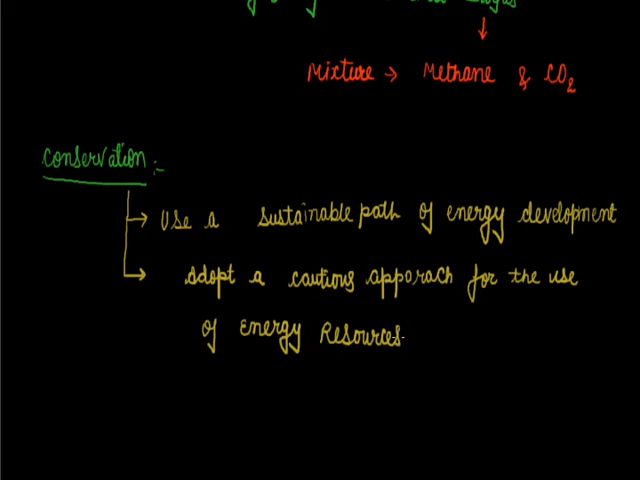 Biogas
Mixture → Methane & CO2
Conservation :-
→ Use a sustainable path of energy development
→ Adopt a cautious apporach for the use
of Energy Resources